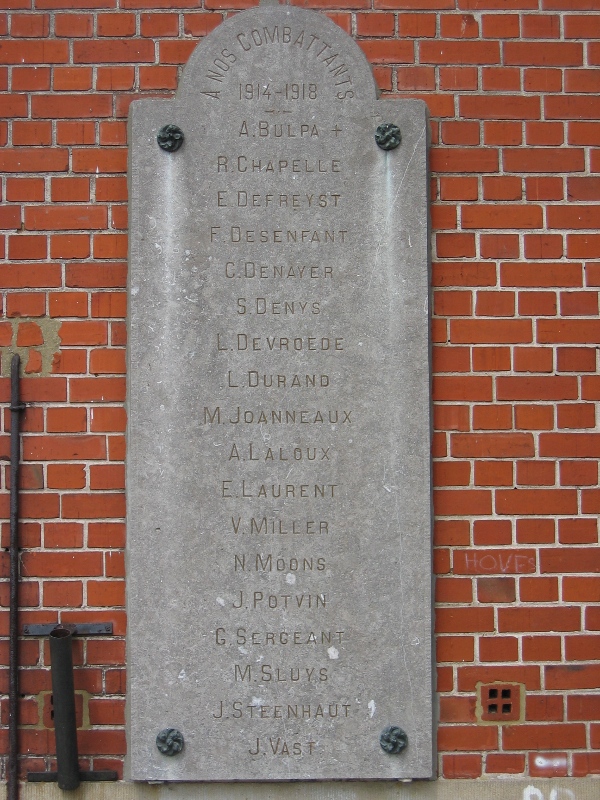 A NOS COMBATTANTS
1914-1918
A. BULPA +
R. CHAPELLE
E. DEFREYST
F. DESENFANT
C. DENAYER
S. DENYS
L. DEVROEDE
L. DURAND
M. JOANNEAUX
A. LALOUX
E. LAURENT
V. MILLER
N. MOONS
J. POTVIN
G. SERGEANT
M. SLUYS
J. STEENHAUT
J. VAST
HOVES